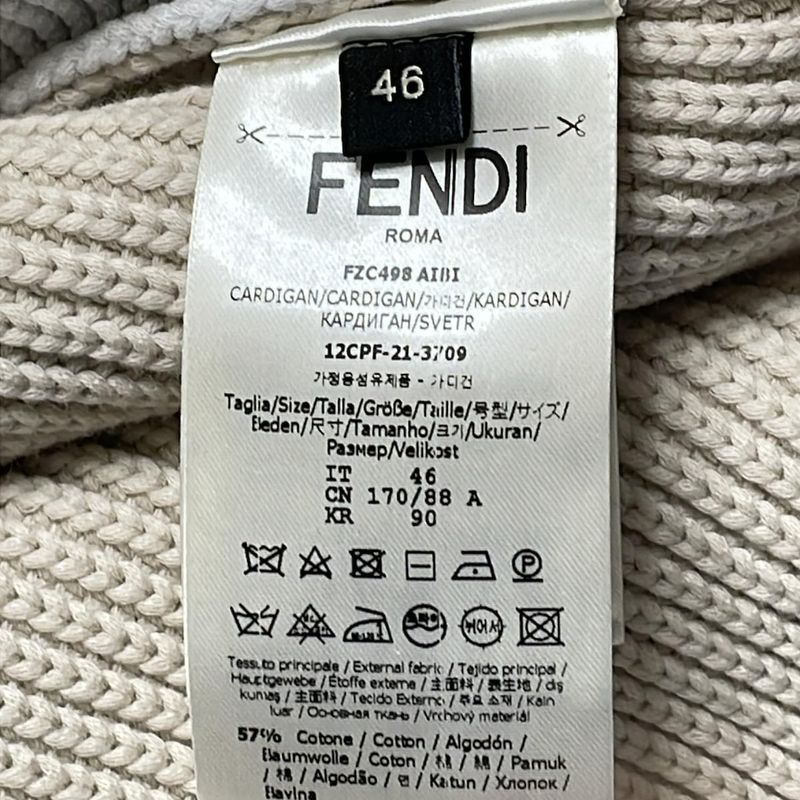 46
FENDI
ROMA
FZC498 AIBI
CARDIGAN/CARDIGAN/가디건/KARDIGAN/
КАРДИГАН/SVETR
12CPF-21-3709
가정용섬유제품 - 가디건
Taglia/Size/Talla/Größe/Taille/号型/サイズ/
Beden/尺寸/Tamanho/크기/Ukuran/
Размер/Velikost
IT 46
CN 170/88 A
KR 90
뉘어서
Tessuto principale / External fabric / Tejido principal /
Hauptgewebe / Étoffe externe / 主面料 / 表生地 / dış
kumaş / 主面料 / Tecido Externo / 주요 소재 / Kain
luar / Основная ткань / Vrchový materiál
57% Cotone / Cotton / Algodón /
Baumwolle / Coton / 棉 / 綿 / Pamuk
/ 棉 / Algodão / 면 / Katun / Хлопок /
Bavlna